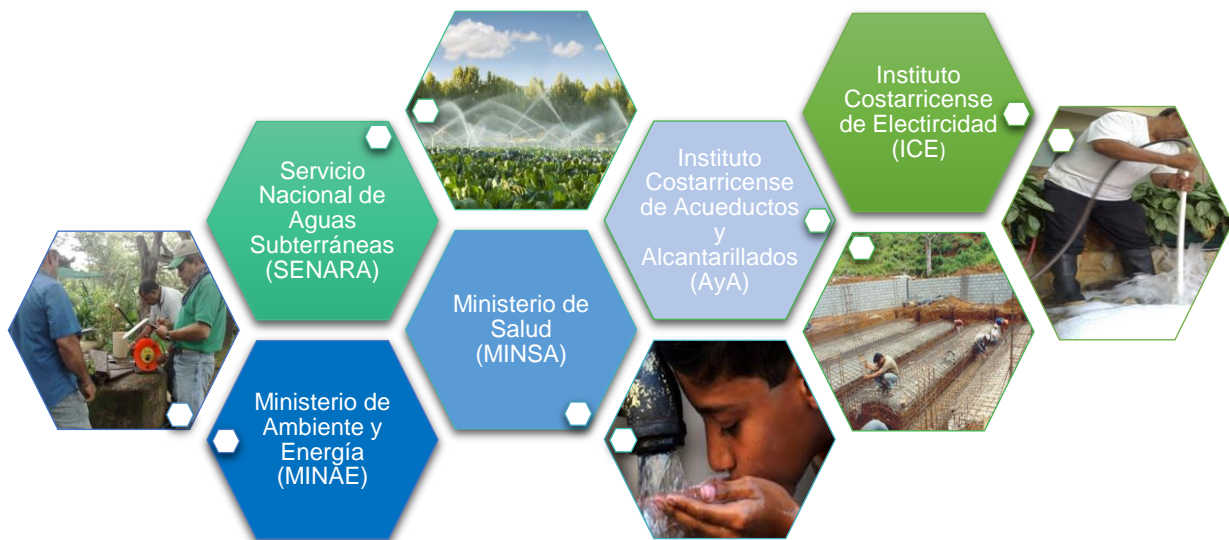 Servicio
Nacional de
Aguas
Subterráneas
(SENARA)
Ministerio de
Ambiente y
Energía
(MINAE)
Ministerio de
Salud
(MINSA)
Instituto
Costarricense
de Acueductos
y
Alcantarillados
(AyA)
Instituto
Costarricense
de Electircidad
(ICE)